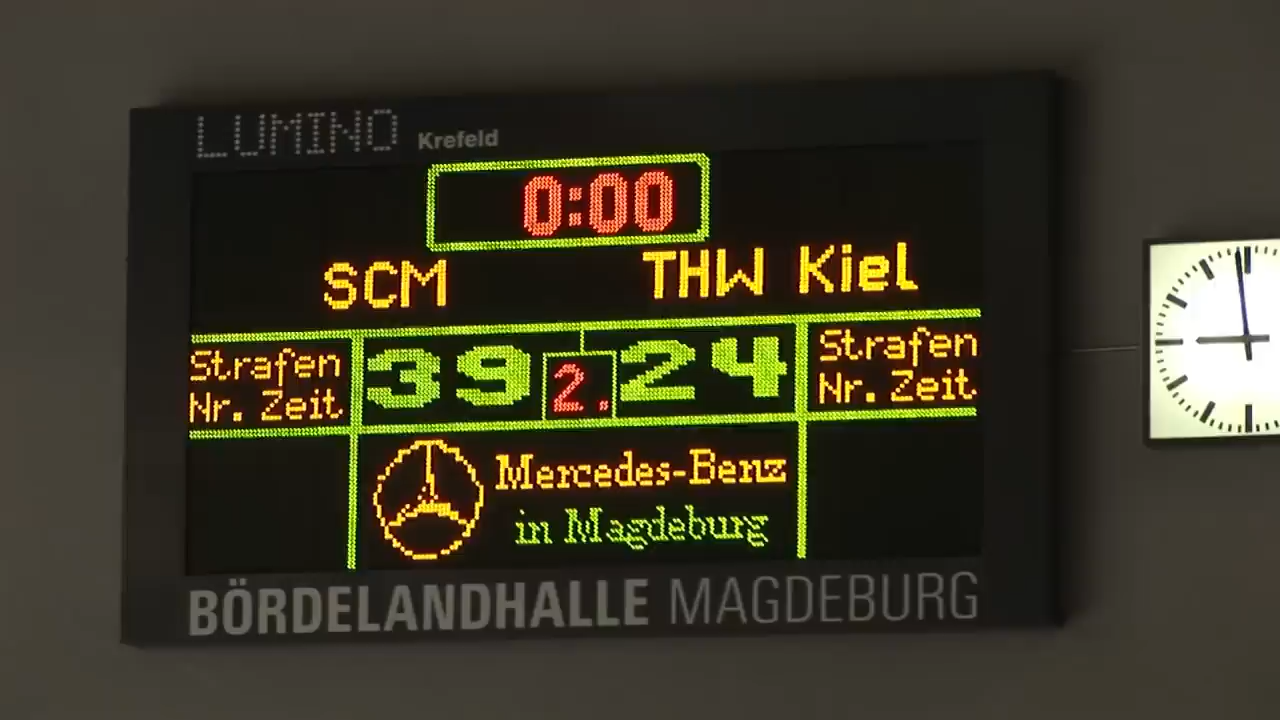 LUMINO Krefeld
0:00
SCM THW Kiel
Strafen Nr. Zeit
39 2. 24
Strafen Nr. Zeit
Mercedes-Benz
in Magdeburg
BÖRDELANDHALLE MAGDEBURG